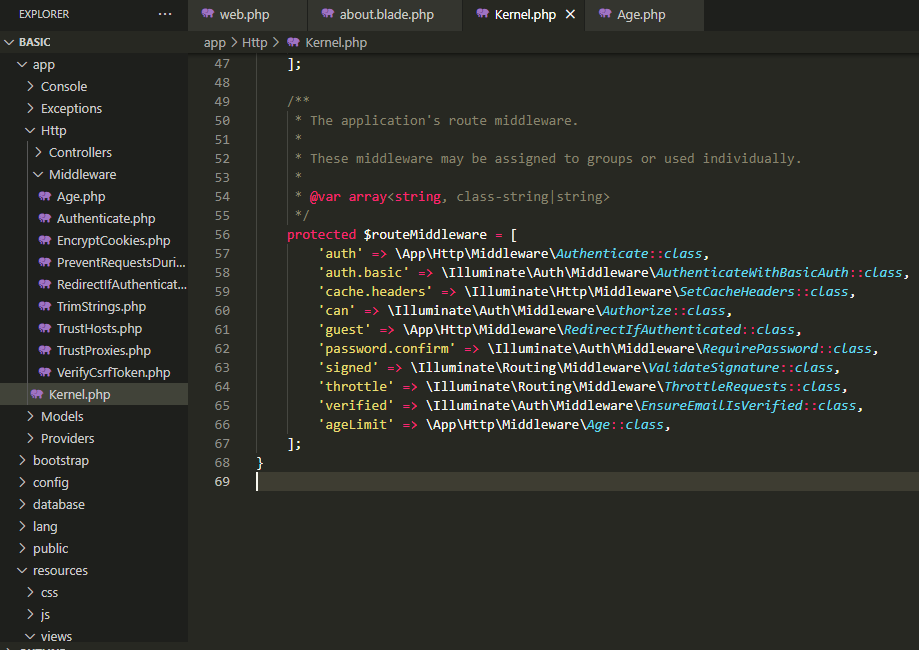 EXPLORER ...
BASIC
app
Console
Exceptions
Http
Controllers
Middleware
Age.php
Authenticate.php
EncryptCookies.php
PreventRequestsDuri...
RedirectIfAuthenticat...
TrimStrings.php
TrustHosts.php
TrustProxies.php
VerifyCsrfToken.php
Kernel.php
Models
Providers
bootstrap
config
database
lang
public
resources
css
js
views
web.php about.blade.php Kernel.php Age.php
app > Http > Kernel.php
47 ];
48
49 /**
50 * The application's route middleware.
51 *
52 * These middleware may be assigned to groups or used individually.
53 *
54 * @var array<string, class-string|string>
55 */
56 protected $routeMiddleware = [
57 'auth' => \App\Http\Middleware\Authenticate::class,
58 'auth.basic' => \Illuminate\Auth\Middleware\AuthenticateWithBasicAuth::class,
59 'cache.headers' => \Illuminate\Http\Middleware\SetCacheHeaders::class,
60 'can' => \Illuminate\Auth\Middleware\Authorize::class,
61 'guest' => \App\Http\Middleware\RedirectIfAuthenticated::class,
62 'password.confirm' => \Illuminate\Auth\Middleware\RequirePassword::class,
63 'signed' => \Illuminate\Routing\Middleware\ValidateSignature::class,
64 'throttle' => \Illuminate\Routing\Middleware\ThrottleRequests::class,
65 'verified' => \Illuminate\Auth\Middleware\EnsureEmailIsVerified::class,
66 'ageLimit' => \App\Http\Middleware\Age::class,
67 ];
68 }
69